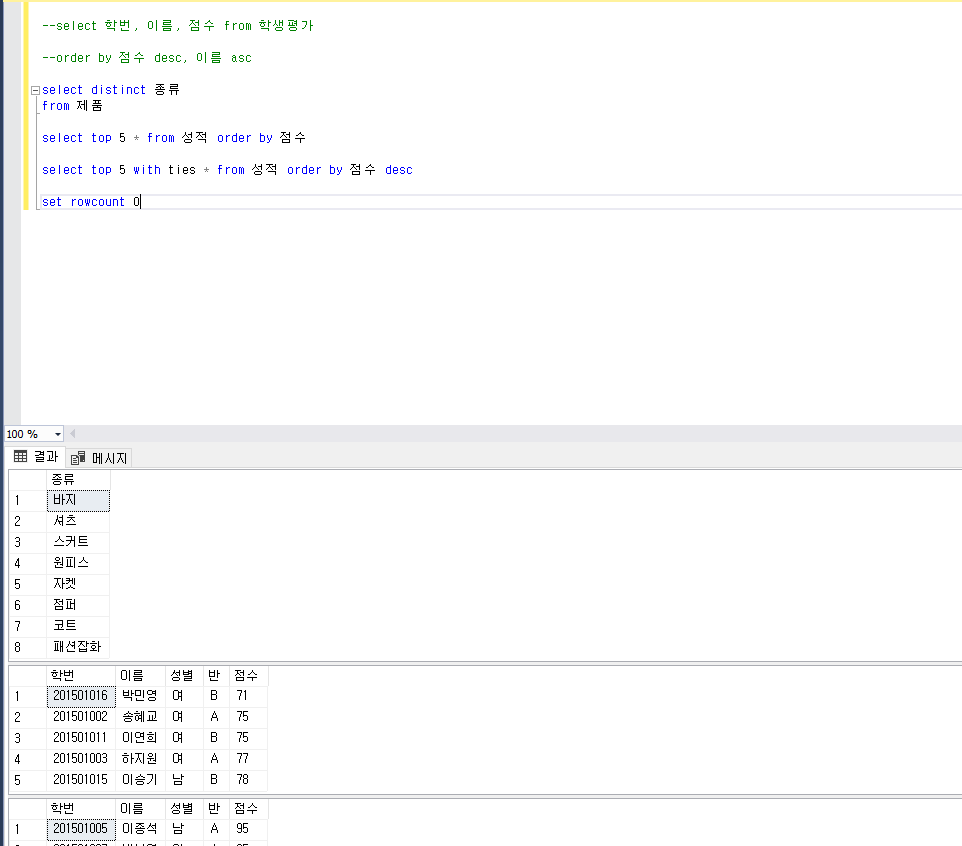 --select 학번, 이름, 점수 from 학생평가
--order by 점수 desc, 이름 asc
select distinct 종류
from 제품
select top 5 * from 성적 order by 점수
select top 5 with ties * from 성적 order by 점수 desc
set rowcount 0
100 %
결과 메시지
종류
1 바지
2 셔츠
3 스커트
4 원피스
5 자켓
6 점퍼
7 코트
8 패션잡화
학번 이름 성별 반 점수
1 201501016 박민영 여 B 71
2 201501002 송혜교 여 A 75
3 201501011 이연희 여 B 75
4 201501003 하지원 여 A 77
5 201501015 이승기 남 B 78
학번 이름 성별 반 점수
1 201501005 이종석 남 A 95